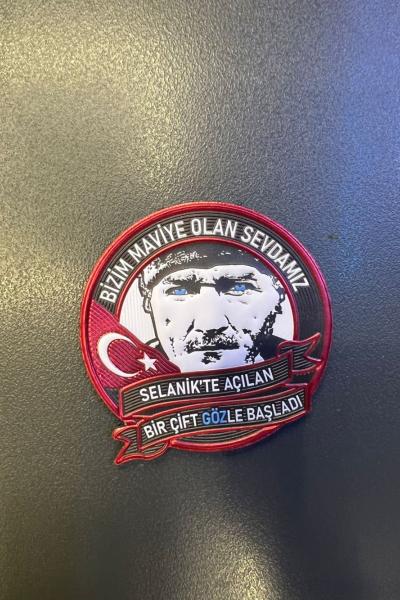 BİZİM MAVİYE OLAN SEVDAMIZ
SELANİK'TE AÇILAN
BİR ÇİFT GÖZLE BAŞLADI